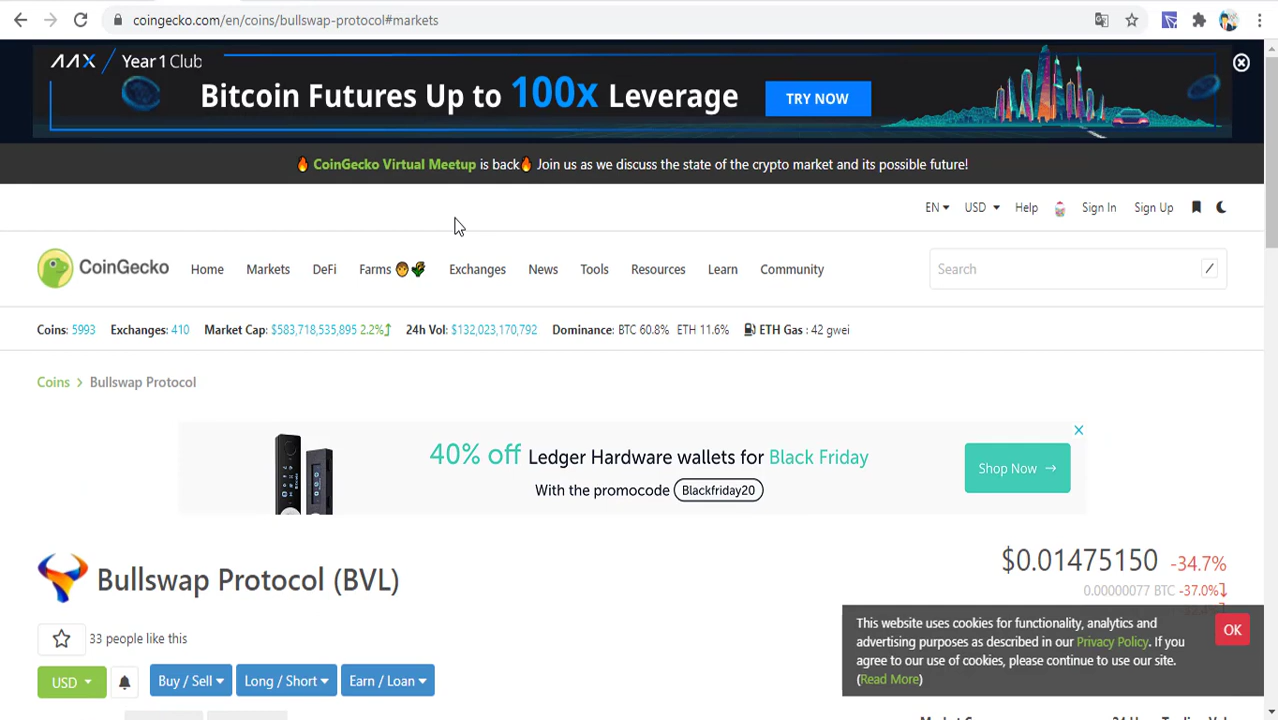 coingecko.com/en/coins/bullswap-protocol#markets
AAX / Year 1 Club
Bitcoin Futures Up to 100x Leverage
TRY NOW
🔥 CoinGecko Virtual Meetup is back🔥 Join us as we discuss the state of the crypto market and its possible future!
EN USD Help Sign In Sign Up
CoinGecko Home Markets DeFi Farms Exchanges News Tools Resources Learn Community Search /
Coins: 5993 Exchanges: 410 Market Cap: $583,718,535,895 2.2% 24h Vol: $132,023,170,792 Dominance: BTC 60.8% ETH 11.6% ETH Gas : 42 gwei
Coins > Bullswap Protocol
40% off Ledger Hardware wallets for Black Friday
With the promocode Blackfriday20
Shop Now →
Bullswap Protocol (BVL)
$0.01475150 -34.7%
0.00000077 BTC -37.0%
33 people like this
USD Buy / Sell Long / Short Earn / Loan
This website uses cookies for functionality, analytics and
advertising purposes as described in our Privacy Policy. If you
agree to our use of cookies, please continue to use our site.
(Read More)
OK